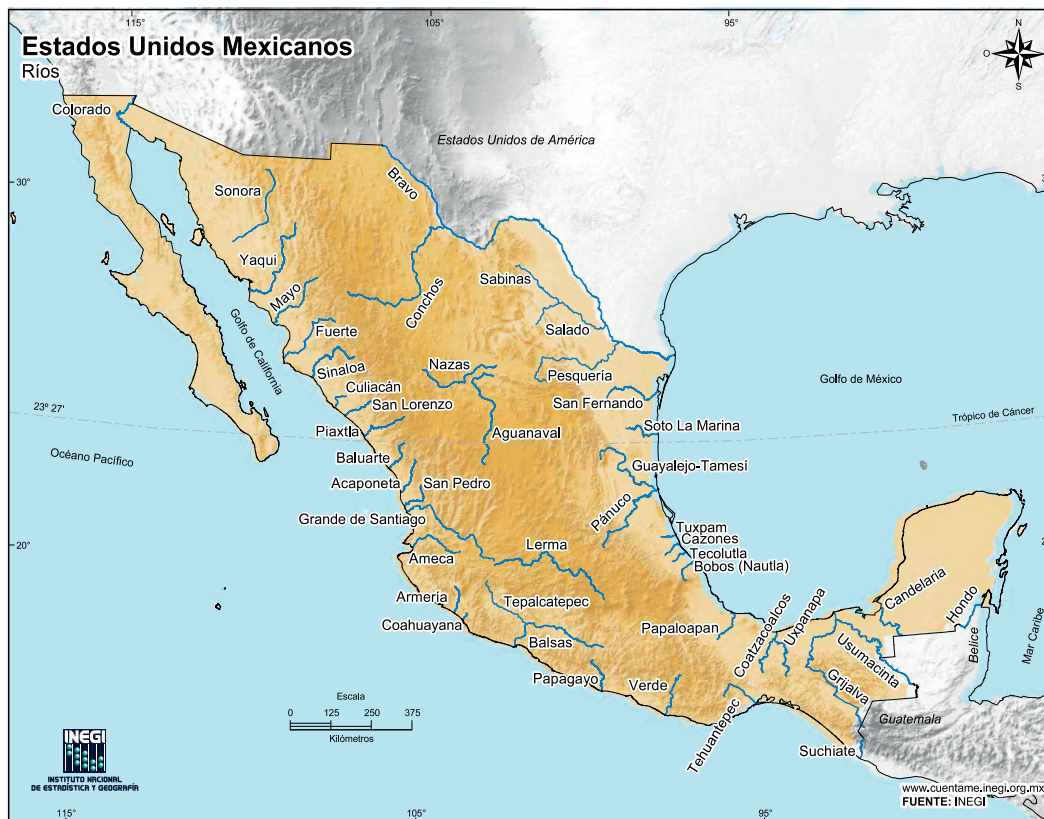 115°
105°
95°
Estados Unidos Mexicanos
Ríos
N
O
S
Colorado
Estados Unidos de América
30°
3
Bravo
Sonora
Yaqui
Mayo
Conchos
Sabinas
Golfo de California
Fuerte
Salado
Sinaloa
Nazas
Pesquería
Golfo de México
Culiacán
San Lorenzo
San Fernando
23° 27'
Trópico de Cáncer
Piaxtla
Aguanaval
Soto La Marina
Océano Pacífico
Baluarte
Guayalejo-Tamesí
Acaponeta
San Pedro
Pánuco
Grande de Santiago
Tuxpam
Cazones
20°
2
Lerma
Tecolutla
Ameca
Bobos (Nautla)
Candelaria
Armería
Tepalcatepec
Hondo
Coahuayana
Papaloapan
Coatzacoalcos
Uxpanapa
Balsas
Usumacinta
Belice
Mar Caribe
Papagayo
Verde
Grijalva
Tehuantepec
Guatemala
Suchiate
Escala
0 125 250 375
Kilómetros
INEGI
INSTITUTO NACIONAL
DE ESTADÍSTICA Y GEOGRAFÍA
www.cuentame.inegi.org.mx
FUENTE: INEGI
115°
105°
95°